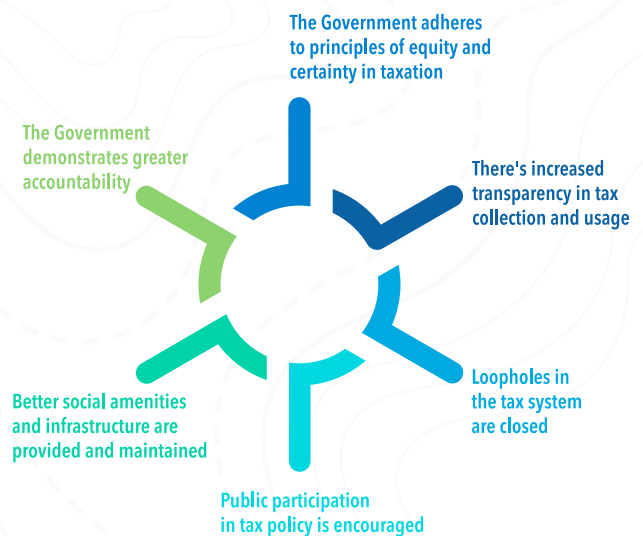 The Government adheres
to principles of equity and
certainty in taxation
The Government
demonstrates greater
accountability
There's increased
transparency in tax
collection and usage
Better social amenities
and infrastructure are
provided and maintained
Loopholes in
the tax system
are closed
Public participation
in tax policy is encouraged